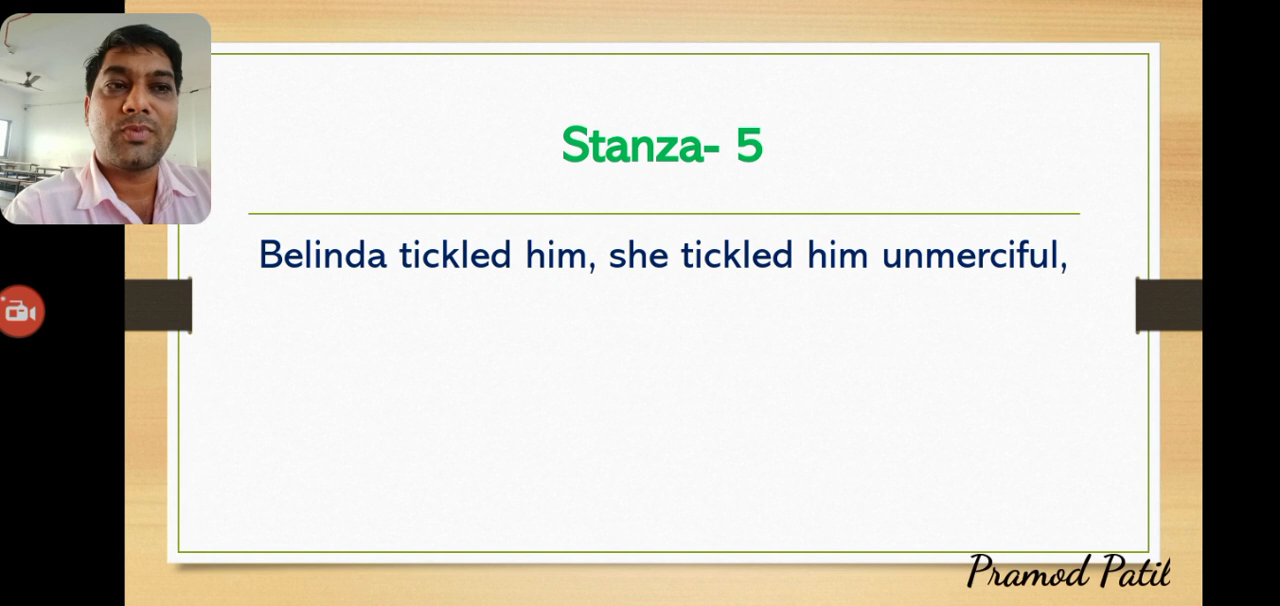 Stanza- 5
Belinda tickled him, she tickled him unmerciful,
Pramod Patil